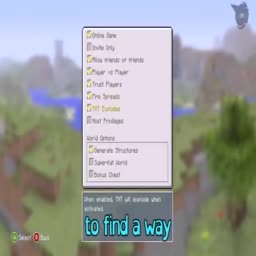 Online Game
Invite Only
Allow Friends of Friends
Player vs Player
Trust Players
Fire Spreads
TNT Explodes
Host Privileges
World Options
Generate Structures
Superflat World
Bonus Chest
When enabled, TNT will explode when
activated.
to find a way
Back